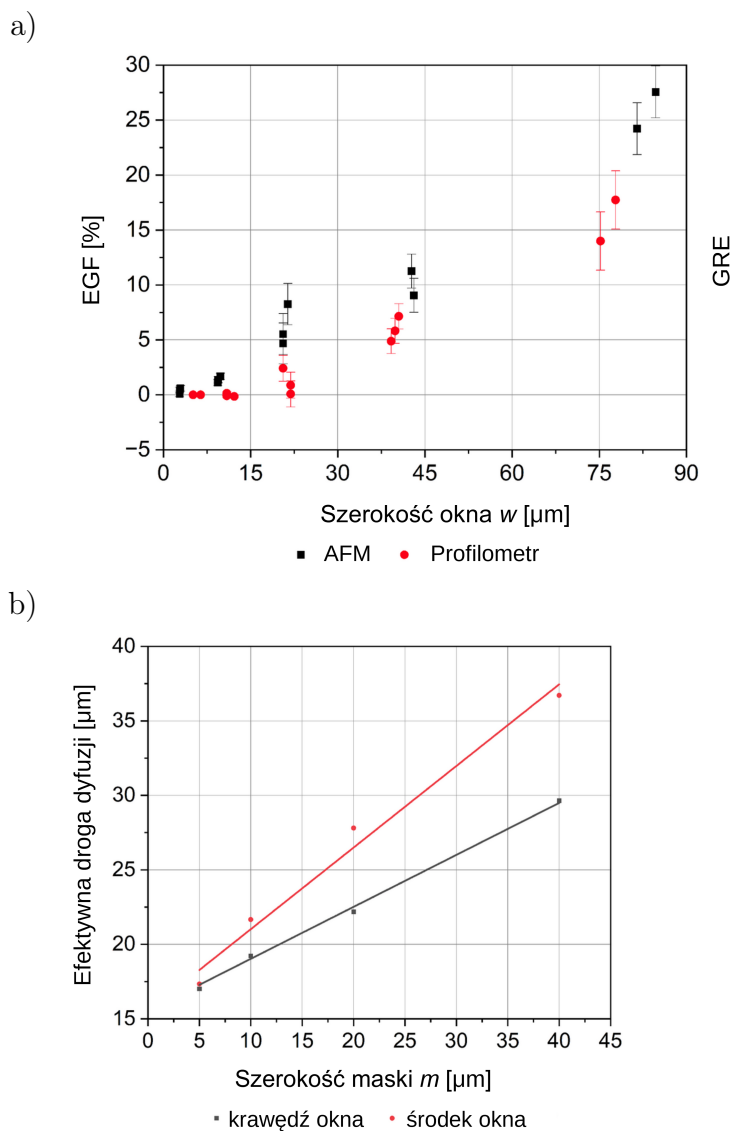 a)
30
25
20
15
10
5
0
−5
EGF [%]
GRE
0 15 30 45 60 75 90
Szerokość okna w [μm]
AFM Profilometr
b)
40
35
30
25
20
15
Efektywna droga dyfuzji [μm]
0 5 10 15 20 25 30 35 40 45
Szerokość maski m [μm]
krawędź okna środek okna